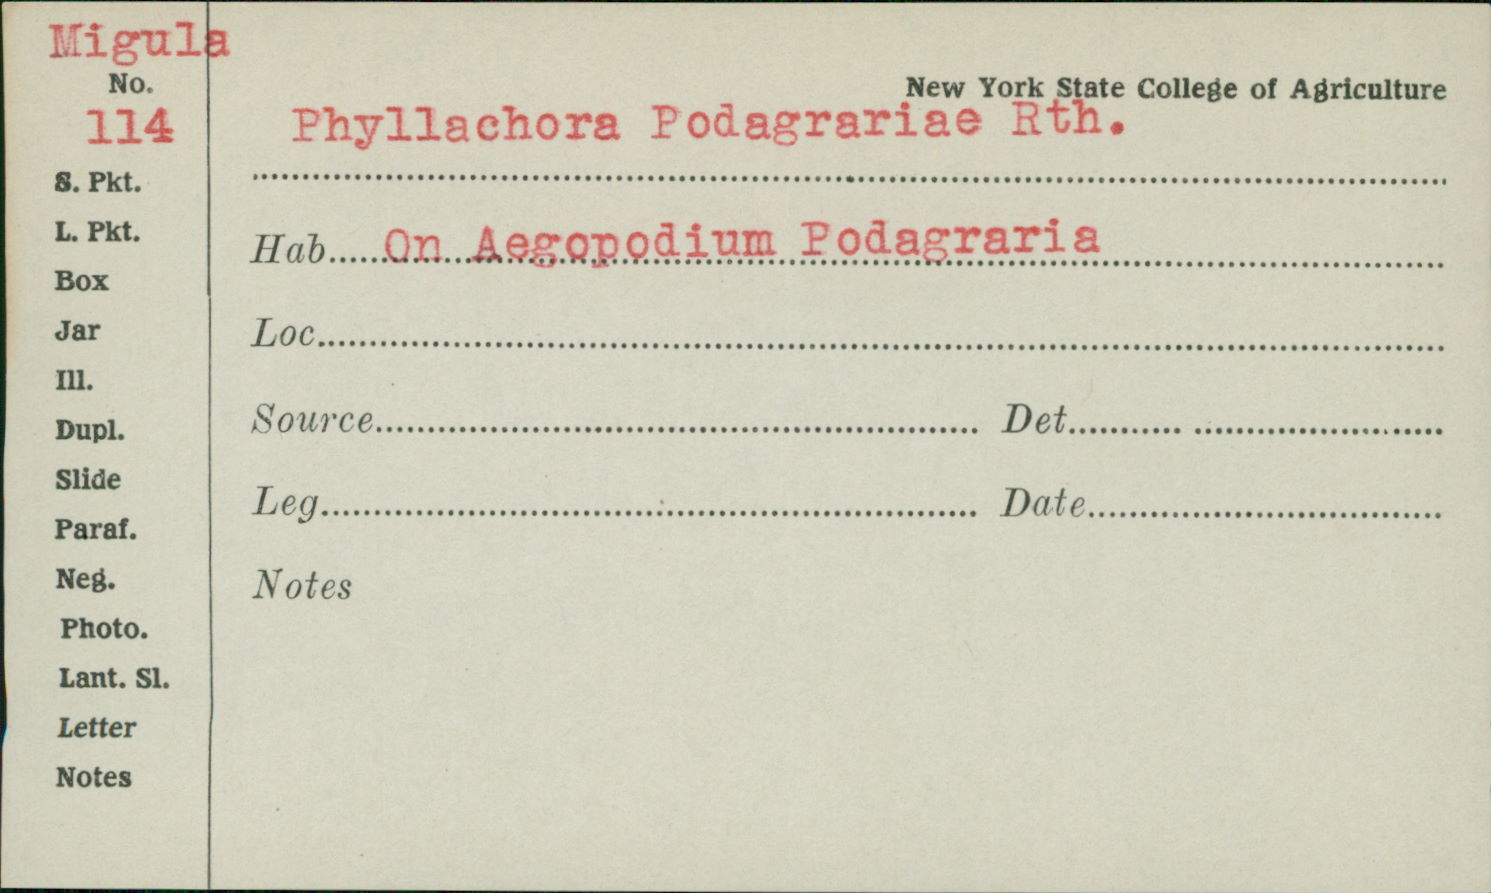 Migula
No.
114
S. Pkt.
L. Pkt.
Box
Jar
Ill.
Dupl.
Slide
Paraf.
Neg.
Photo.
Lant. Sl.
Letter
Notes
New York State College of Agriculture
Phyllachora Podagrariae Rth.
Hab.....On Aegopodium Podagraria
Loc.
Source
Det.
Leg.
Date
Notes